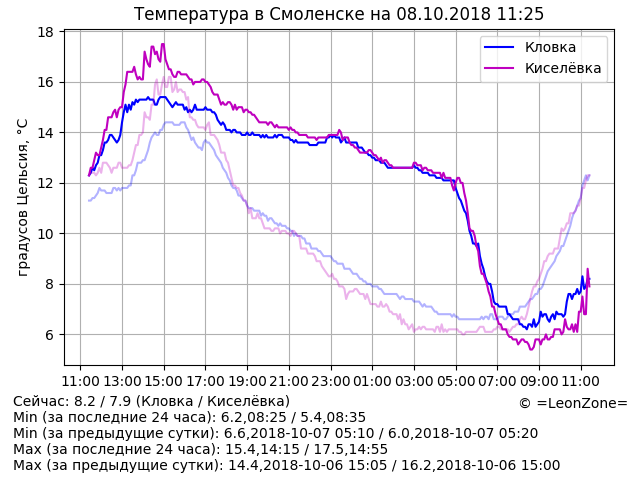 Температура в Смоленске на 08.10.2018 11:25
градусов Цельсия, °C
18
16
14
12
10
8
6
Кловка
Киселёвка
11:00 13:00 15:00 17:00 19:00 21:00 23:00 01:00 03:00 05:00 07:00 09:00 11:00
Сейчас: 8.2 / 7.9 (Кловка / Киселёвка)
© =LeonZone=
Min (за последние 24 часа): 6.2,08:25 / 5.4,08:35
Min (за предыдущие сутки): 6.6,2018-10-07 05:10 / 6.0,2018-10-07 05:20
Max (за последние 24 часа): 15.4,14:15 / 17.5,14:55
Max (за предыдущие сутки): 14.4,2018-10-06 15:05 / 16.2,2018-10-06 15:00